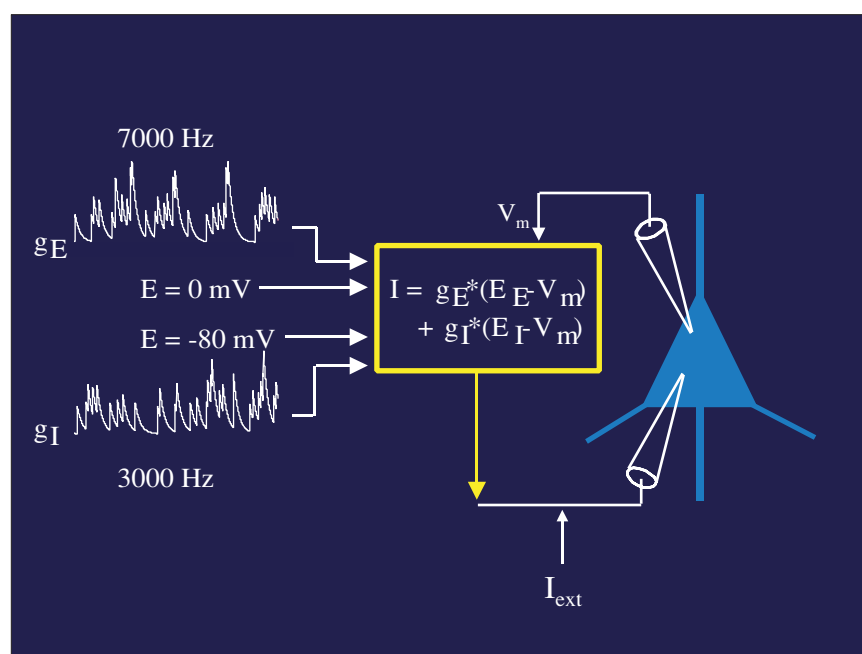 7000 Hz
gE
Vm
E = 0 mV
I = gE*(EE-Vm)
E = -80 mV
+ gI*(EI-Vm)
gI
3000 Hz
Iext